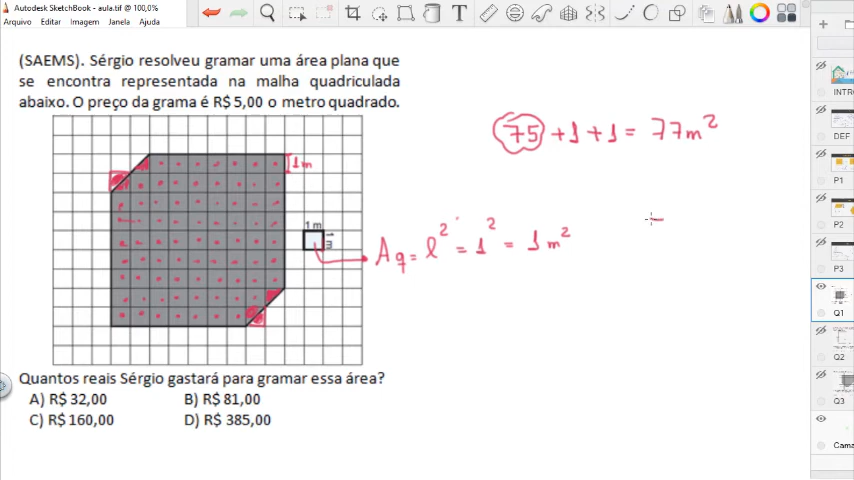 Autodesk SketchBook - aula.tif @ 100,0%
Arquivo Editar Imagem Janela Ajuda
(SAEMS). Sérgio resolveu gramar uma área plana que
se encontra representada na malha quadriculada
abaixo. O preço da grama é R$ 5,00 o metro quadrado.
75 + 1 + 1 = 77m²
1m
1 m
1 m
Aq = l² = 1² = 1 m²
Quantos reais Sérgio gastará para gramar essa área?
A) R$ 32,00 B) R$ 81,00
C) R$ 160,00 D) R$ 385,00
INTR
DEF
P1
P2
P3
Q1
Q2
Q3
Cama